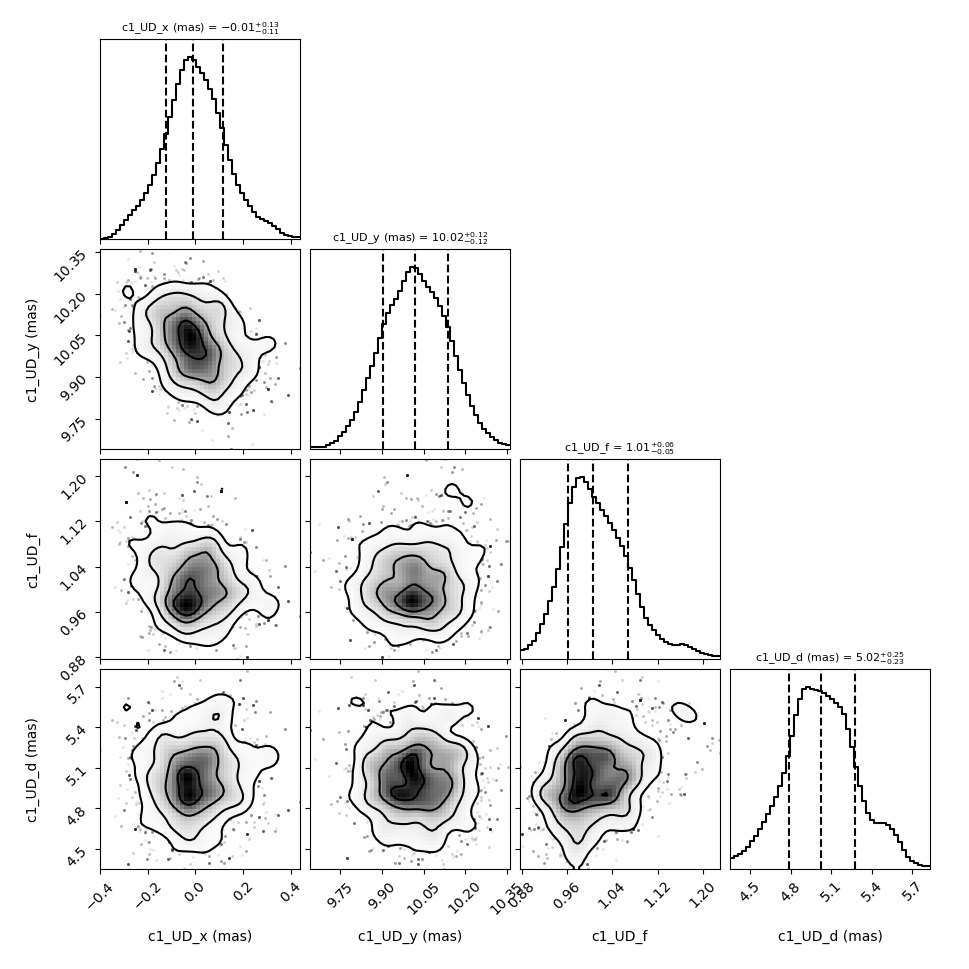 c1_UD_x (mas) = −0.01+0.13 −0.11
c1_UD_y (mas) = 10.02+0.12 −0.12
10.35
10.20
10.05
9.90
9.75
c1_UD_y (mas)
c1_UD_f = 1.01+0.06 −0.05
1.20
1.12
1.04
0.96
0.88
c1_UD_f
c1_UD_d (mas) = 5.02+0.25 −0.23
5.7
5.4
5.1
4.8
4.5
c1_UD_d (mas)
−0.4 −0.2 0.0 0.2 0.4 9.75 9.90 10.05 10.20 10.35 0.88 0.96 1.04 1.12 1.20 4.5 4.8 5.1 5.4 5.7
c1_UD_x (mas) c1_UD_y (mas) c1_UD_f c1_UD_d (mas)